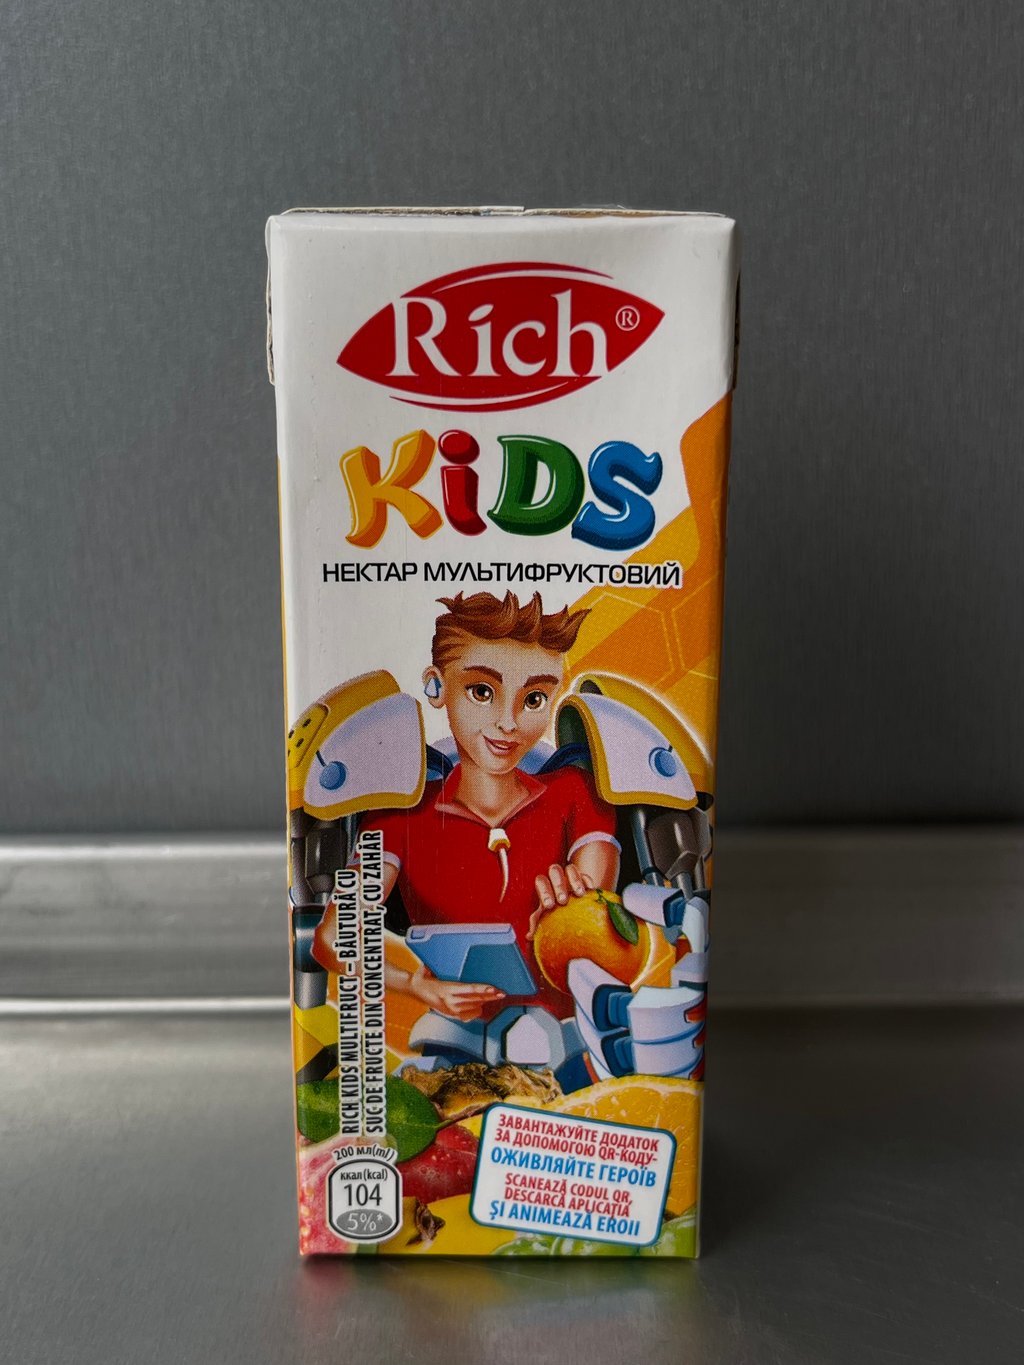 Rich®
KiDS
НЕКТАР МУЛЬТИФРУКТОВИЙ
RICH KIDS MULTIFRUCT – BĂUTURĂ CU
SUC DE FRUCTE DIN CONCENTRAT, CU ZAHĂR
200 мл(ml)
ккал(kcal)
104
5%*
ЗАВАНТАЖУЙТЕ ДОДАТОК
ЗА ДОПОМОГОЮ QR-КОДУ-
ОЖИВЛЯЙТЕ ГЕРОЇВ
SCANEAZĂ CODUL QR,
DESCARCĂ APLICAȚIA
ȘI ANIMEAZĂ EROII